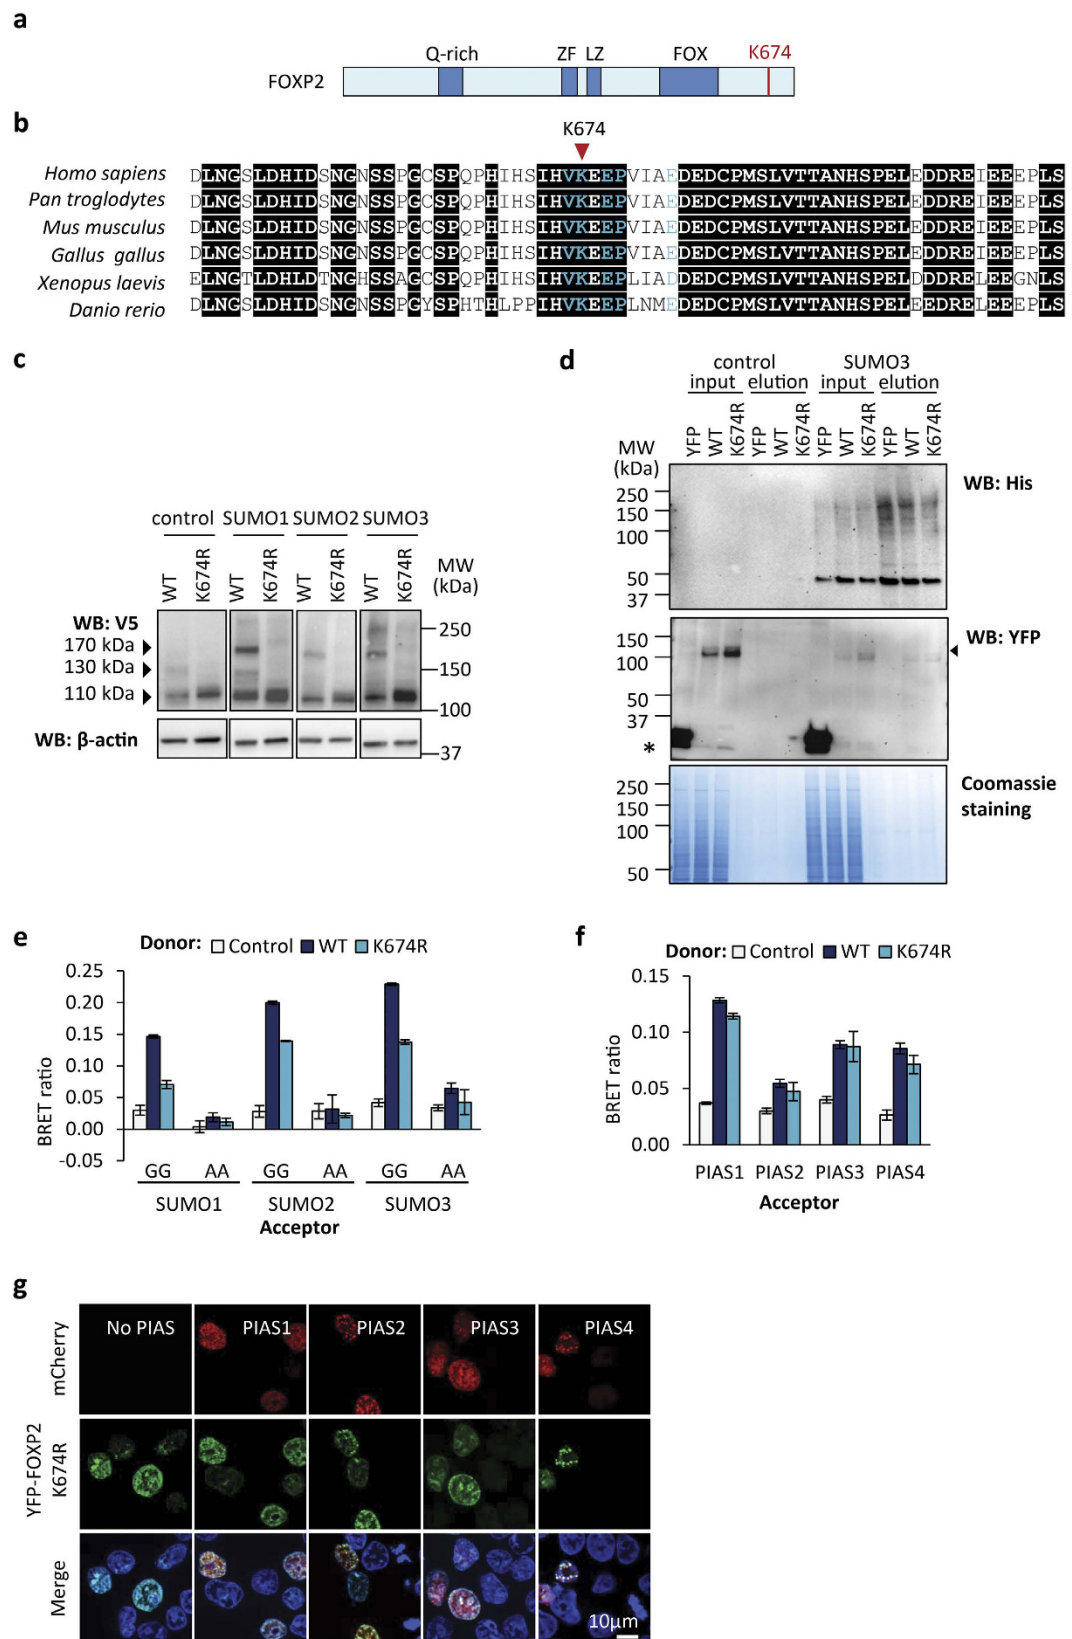 a
Q-rich ZF LZ FOX K674
FOXP2
b
K674
Homo sapiens DLNGSLDHIDSNGNSSPGCSPQPHIHSIHVKEEPVIAEDEDCPMSLVTTANHSPELEDDREIEEEPLS
Pan troglodytes DLNGSLDHIDSNGNSSPGCSPQPHIHSIHVKEEPVIAEDEDCPMSLVTTANHSPELEDDREIEEEPLS
Mus musculus DLNGSLDHIDSNGNSSPGCSPQPHIHSIHVKEEPVIAEDEDCPMSLVTTANHSPELEDDREIEEEPLS
Gallus gallus DLNGSLDHIDSNGNSSPGCSPQPHIHSIHVKEEPVIAEDEDCPMSLVTTANHSPELEDDREIEEEPLS
Xenopus laevis ELNGTLDHLDTNGHSSAGCSPQPHIHSIHVKEEPLIADDEDCPMSLVTTANHSPELDDDRELEEGNLS
Danio rerio DLNGSLDHIDSNGNSSPGYSPHTHLPPIHVKEEPLNMEDEDCPMSLVTTANHSPELEEDRELEEEPLS
c
control SUMO1 SUMO2 SUMO3
WT K674R WT K674R WT K674R WT K674R
MW
(kDa)
WB: V5
170 kDa
130 kDa
110 kDa
250
150
100
WB: β-actin
37
d
control SUMO3
input elution input elution
YFP WT K674R YFP WT K674R YFP WT K674R YFP WT K674R
MW
(kDa)
WB: His
250
150
100
50
37
WB: YFP
150
100
50
37
*
Coomassie
staining
250
150
100
50
e
Donor: Control WT K674R
BRET ratio
0.25
0.20
0.15
0.10
0.05
0.00
-0.05
GG AA GG AA GG AA
SUMO1 SUMO2 SUMO3
Acceptor
f
Donor: Control WT K674R
BRET ratio
0.15
0.10
0.05
0.00
PIAS1 PIAS2 PIAS3 PIAS4
Acceptor
g
No PIAS PIAS1 PIAS2 PIAS3 PIAS4
mCherry
YFP-FOXP2
K674R
Merge
10μm